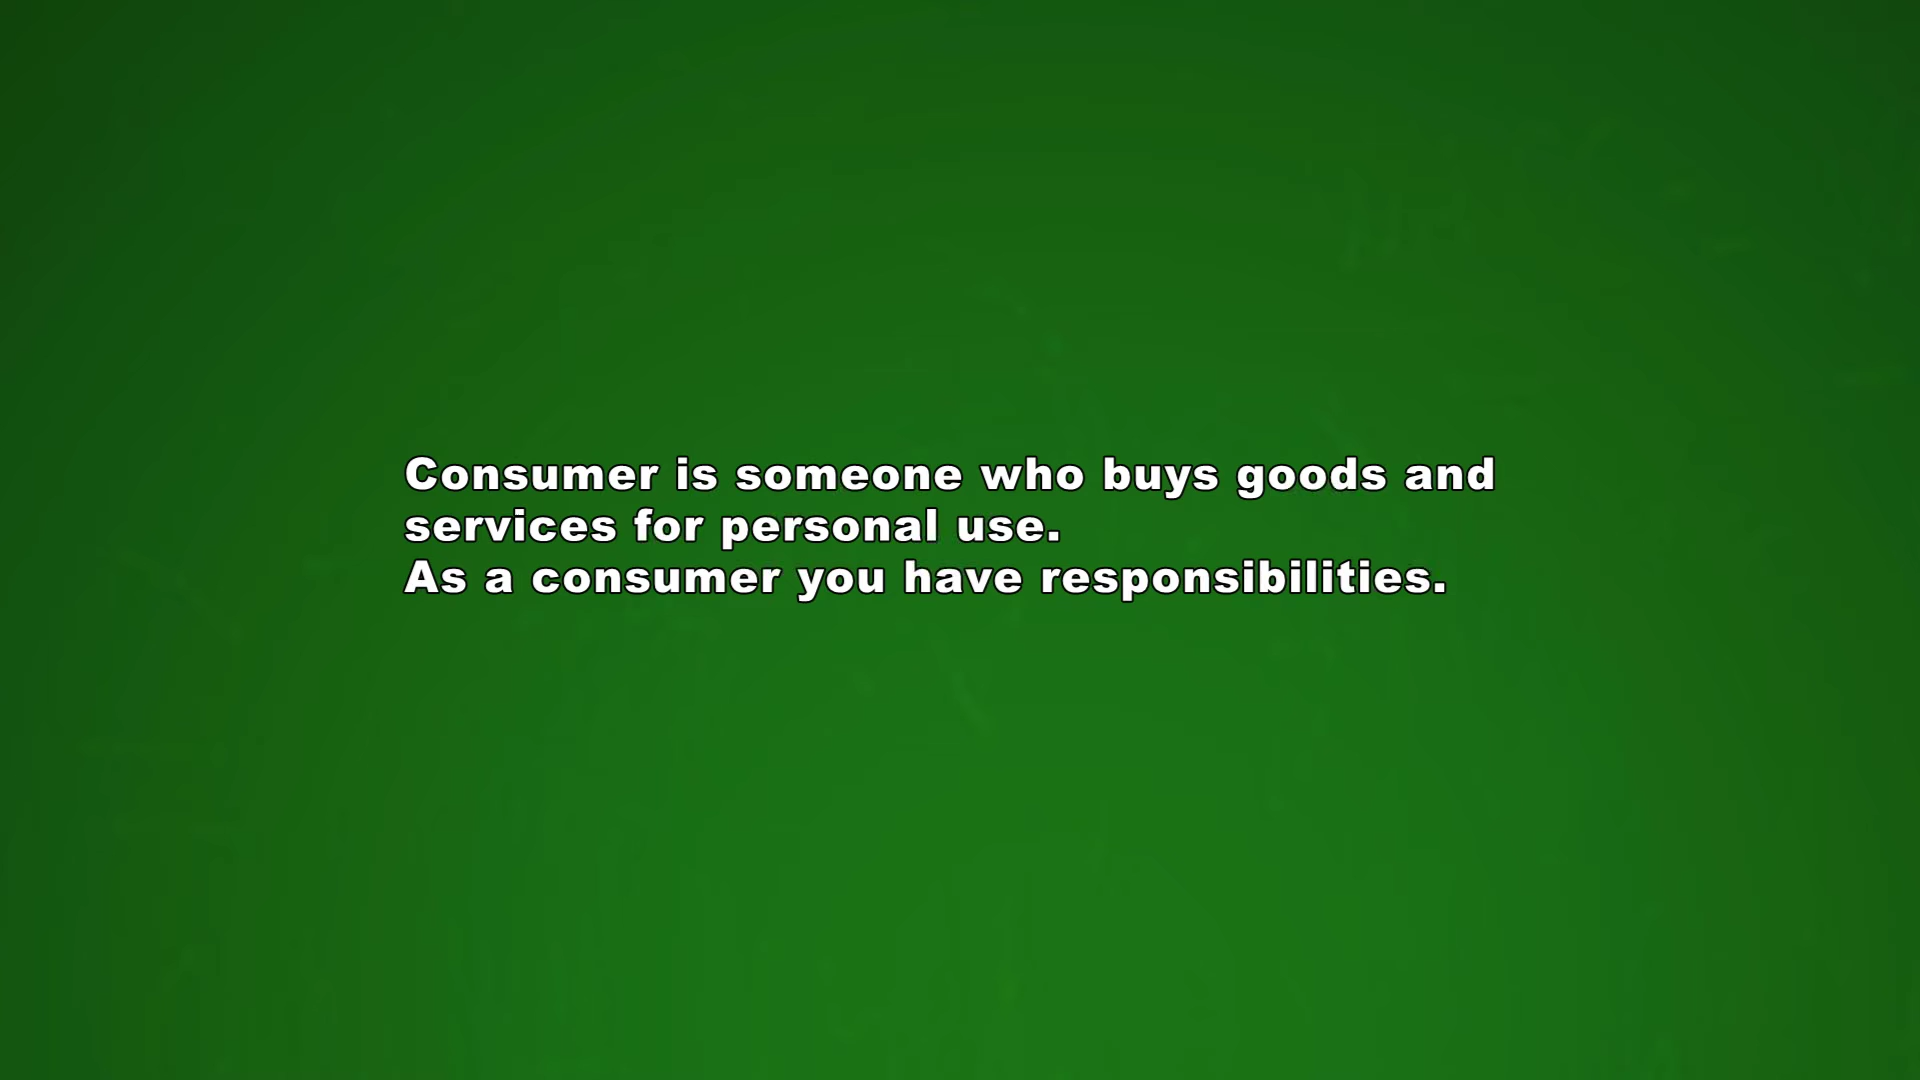 Consumer is someone who buys goods and
services for personal use.
As a consumer you have responsibilities.